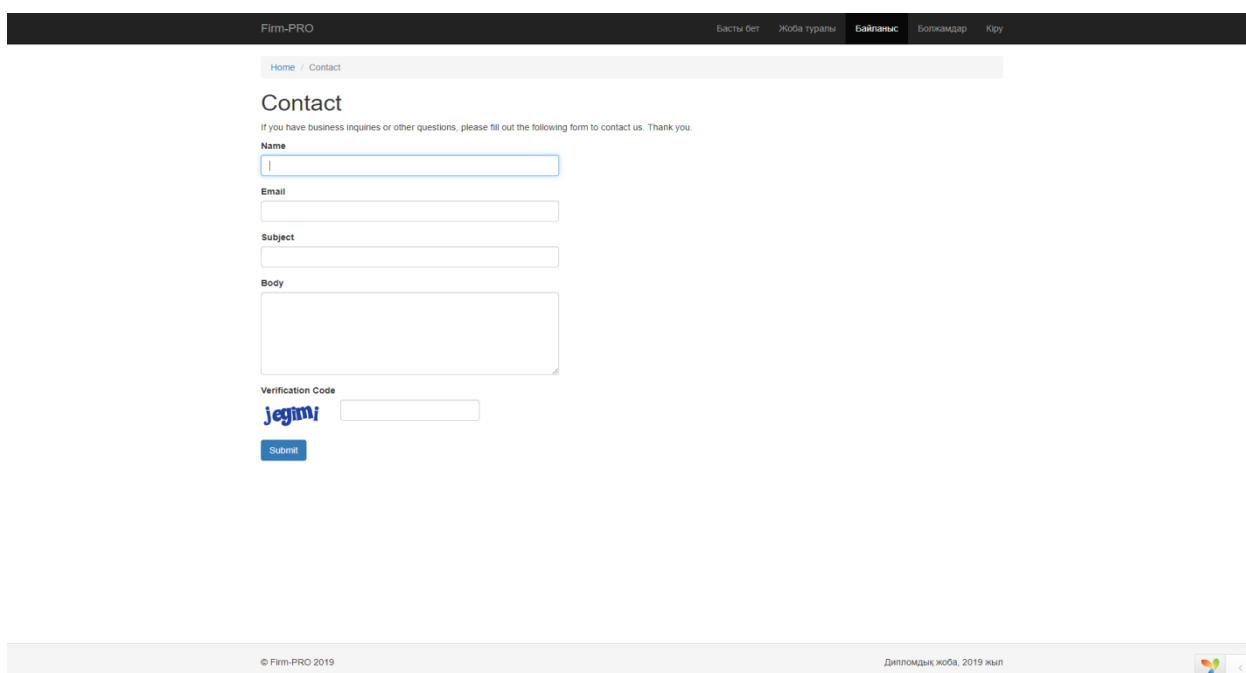 Firm-PRO Басты бет Жоба туралы Байланыс Болжамдар Кіру
Home / Contact
Contact
If you have business inquiries or other questions, please fill out the following form to contact us. Thank you.
Name
Email
Subject
Body
Verification Code
jegimi
Submit
© Firm-PRO 2019 Дипломдық жоба, 2019 жыл